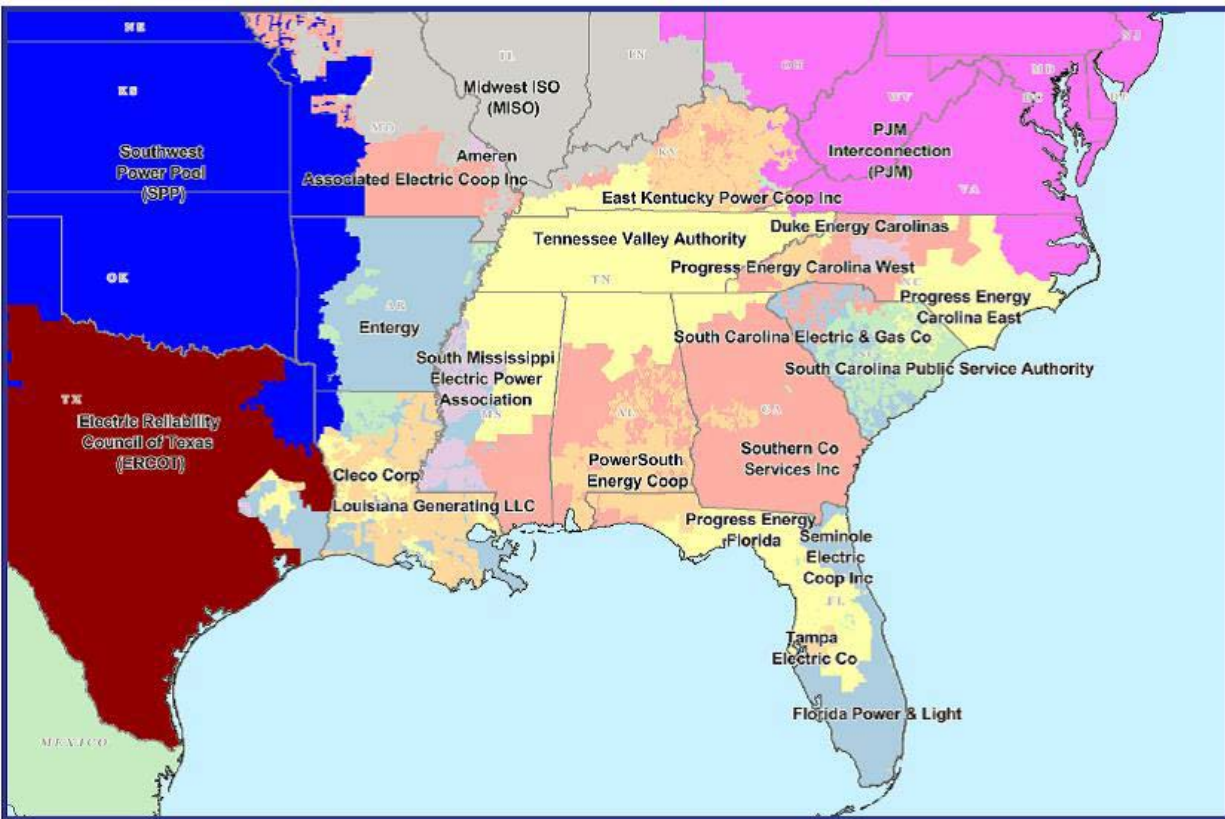 NE
IL
IN
OH
NJ
MD
Midwest ISO
(MISO)
KS
WV
DC
DE
MO
PJM
Interconnection
(PJM)
Southwest
Power Pool
(SPP)
Ameren
KY
Associated Electric Coop Inc
VA
East Kentucky Power Coop Inc
Duke Energy Carolinas
Tennessee Valley Authority
OK
TN
Progress Energy Carolina West
NC
AR
Progress Energy
Carolina East
Entergy
South Carolina Electric & Gas Co
South Mississippi
Electric Power
Association
South Carolina Public Service Authority
TX
MS
AL
GA
Electric Reliability
Council of Texas
(ERCOT)
Southern Co
Services Inc
PowerSouth
Energy Coop
Cleco Corp
Louisiana Generating LLC
Progress Energy
Florida
Seminole
Electric
Coop Inc
FL
Tampa
Electric Co
Florida Power & Light
MEXICO